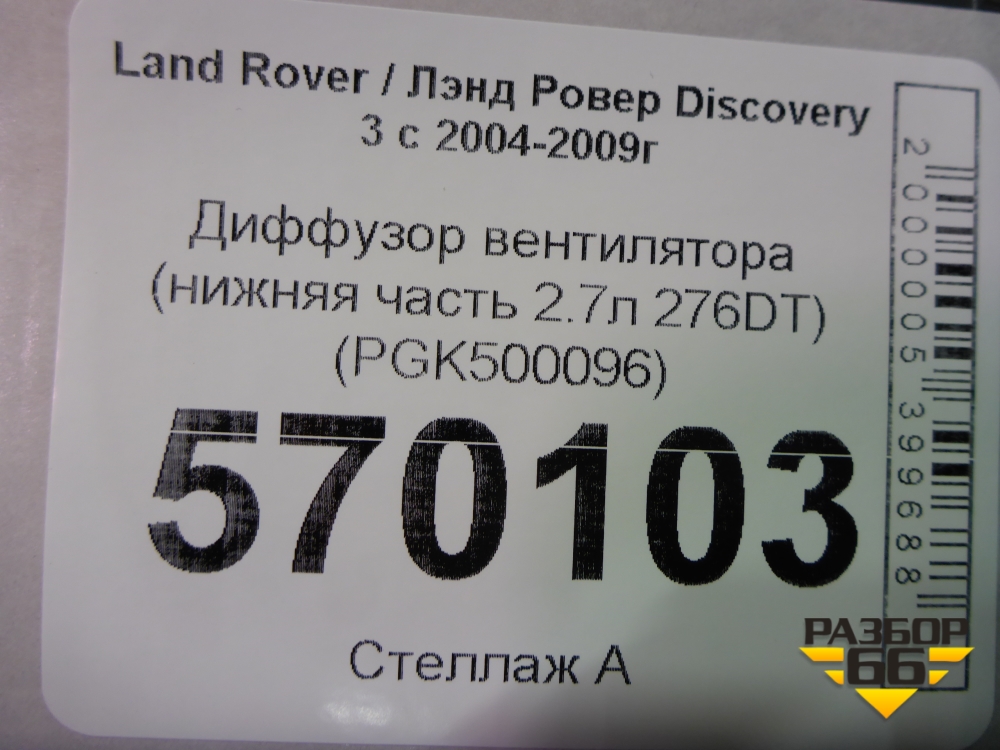 Land Rover / Лэнд Ровер Discovery
3 с 2004-2009г
Диффузор вентилятора
(нижняя часть 2.7л 276DT)
(PGK500096)
570103
Стеллаж А
2000005399688
РАЗБОР
66